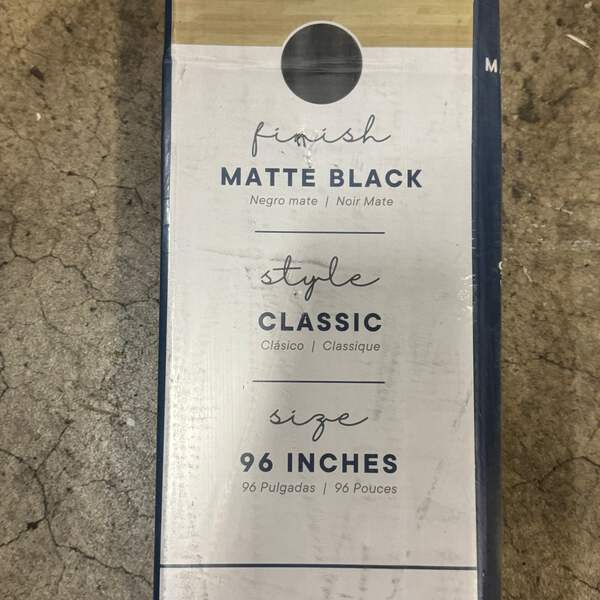 finish
MATTE BLACK
Negro mate | Noir Mate
style
CLASSIC
Clásico | Classique
size
96 INCHES
96 Pulgadas | 96 Pouces